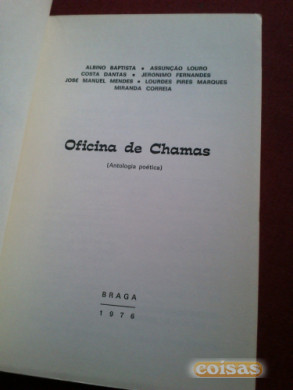 ALBINO BAPTISTA • ASSUNÇÃO LOURO
COSTA DANTAS • JERÓNIMO FERNANDES
JOSÉ MANUEL MENDES • LOURDES PIRES MARQUES
MIRANDA CORREIA
Oficina de Chamas
(Antologia poética)
BRAGA
1976
coisas